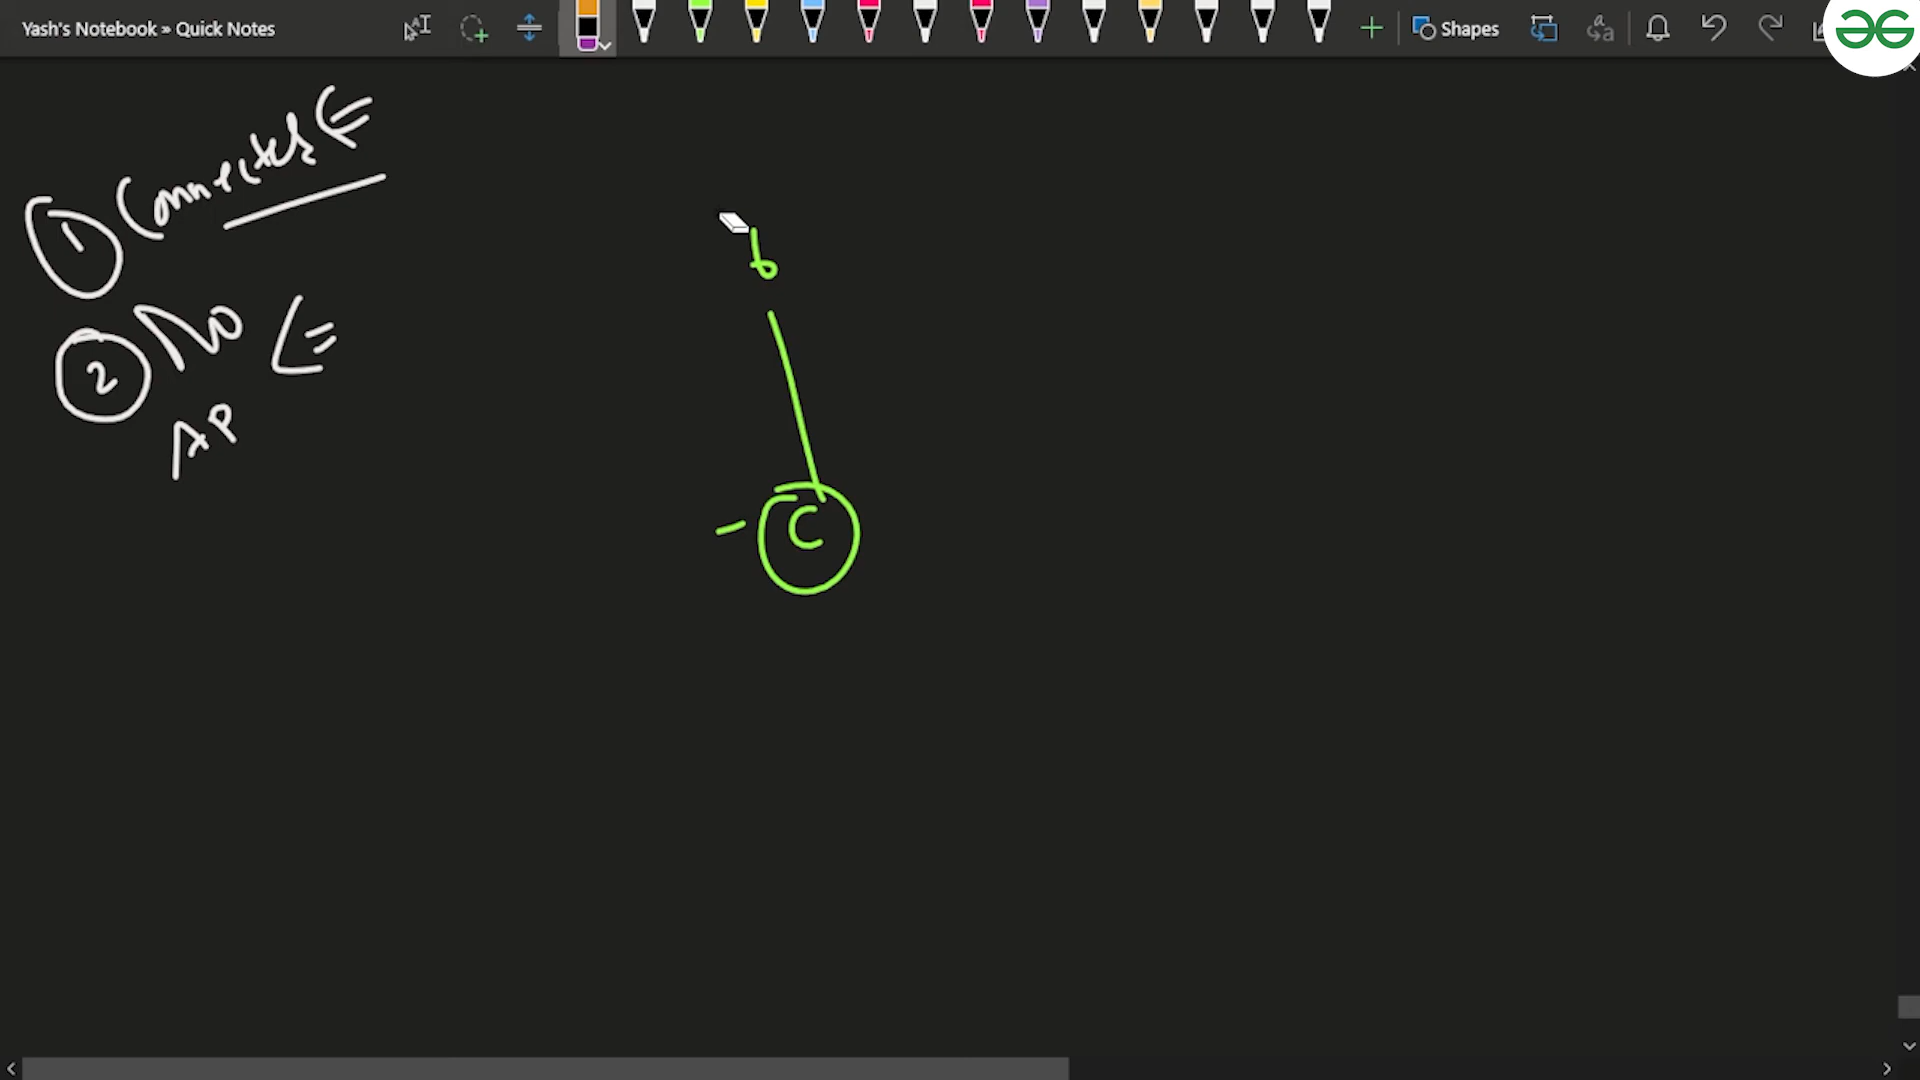 Yash's Notebook » Quick Notes
Shapes
① Connected
② No
AP
b
C